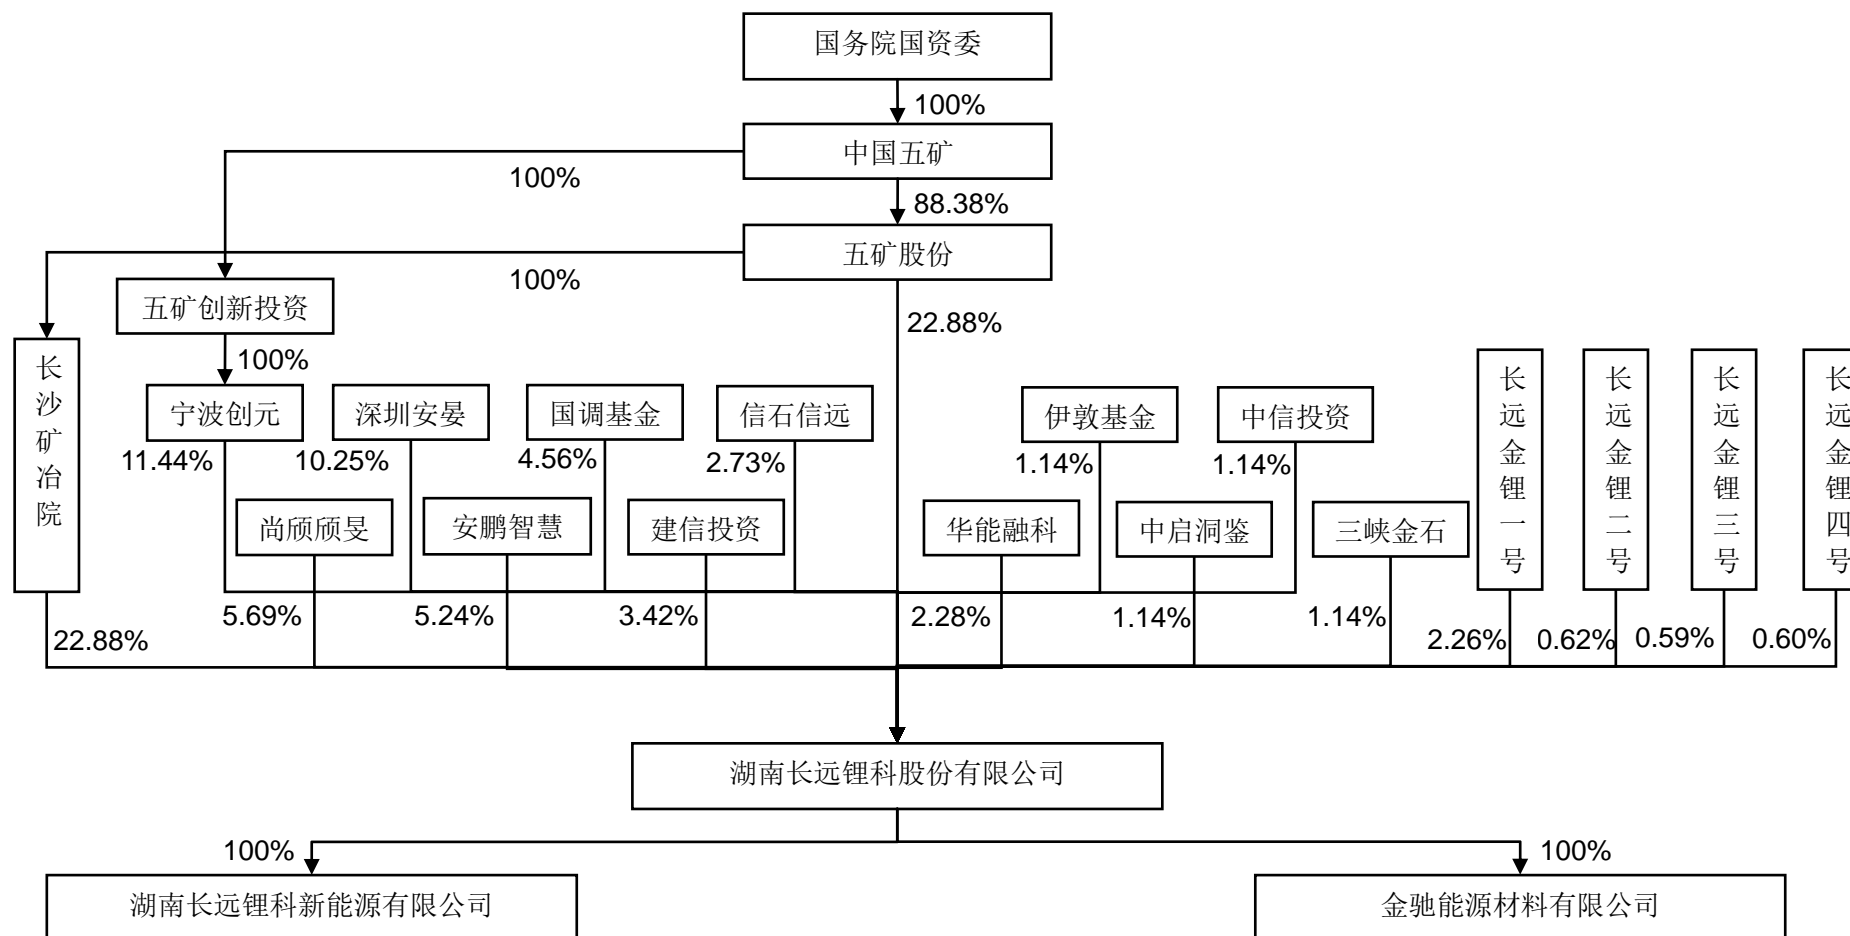 国务院国资委
100%
中国五矿
100%
88.38%
五矿股份
100%
五矿创新投资
22.88%
100%
长沙矿冶院
宁波创元
深圳安晏
国调基金
信石信远
伊敦基金
中信投资
长远金锂一号
长远金锂二号
长远金锂三号
长远金锂四号
11.44%
10.25%
4.56%
2.73%
1.14%
1.14%
尚颀颀旻
安鹏智慧
建信投资
华能融科
中启洞鉴
三峡金石
5.69%
5.24%
3.42%
2.28%
1.14%
1.14%
22.88%
2.26%
0.62%
0.59%
0.60%
湖南长远锂科股份有限公司
100%
100%
湖南长远锂科新能源有限公司
金驰能源材料有限公司